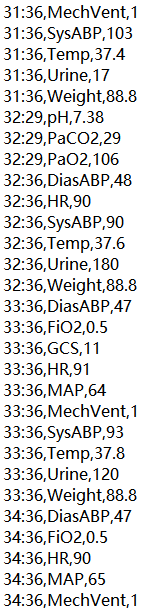 31:36,MechVent,1
31:36,SysABP,103
31:36,Temp,37.4
31:36,Urine,17
31:36,Weight,88.8
32:29,pH,7.38
32:29,PaCO2,29
32:29,PaO2,106
32:36,DiasABP,48
32:36,HR,90
32:36,SysABP,90
32:36,Temp,37.6
32:36,Urine,180
32:36,Weight,88.8
33:36,DiasABP,47
33:36,FiO2,0.5
33:36,GCS,11
33:36,HR,91
33:36,MAP,64
33:36,MechVent,1
33:36,SysABP,93
33:36,Temp,37.8
33:36,Urine,120
33:36,Weight,88.8
34:36,DiasABP,47
34:36,FiO2,0.5
34:36,HR,90
34:36,MAP,65
34:36,MechVent,1